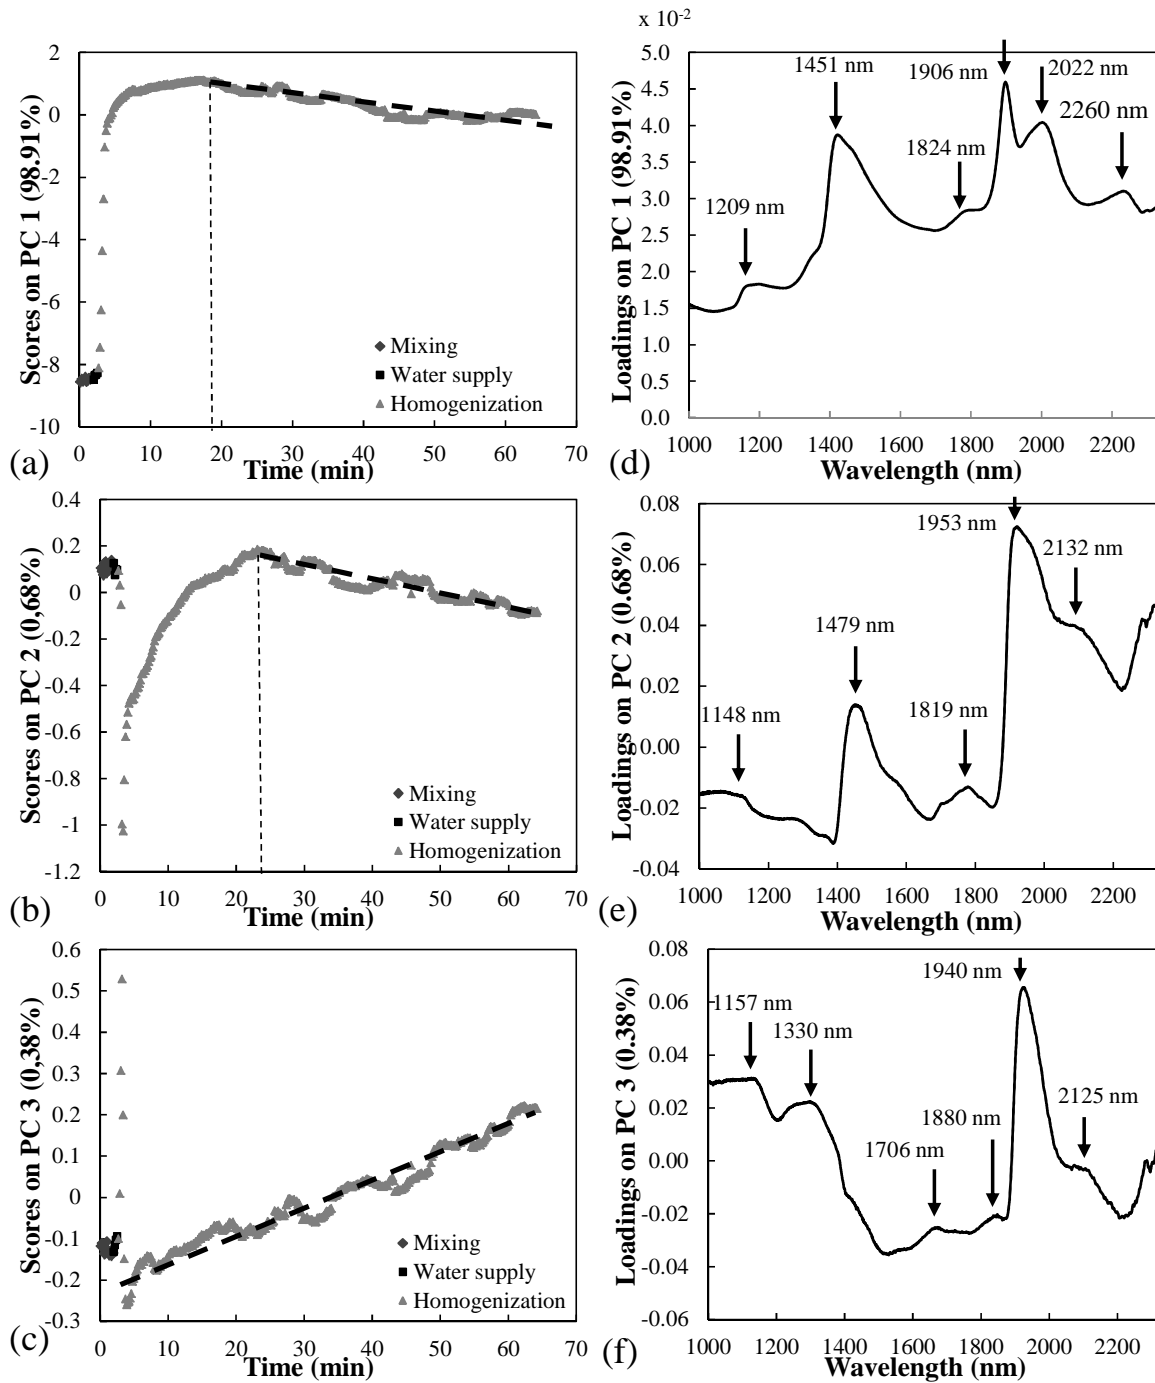 x 10-2
2
0
-2
-4
-6
-8
-10
Scores on PC 1 (98.91%)
Mixing
Water supply
Homogenization
0 10 20 30 40 50 60 70
Time (min)
(a)
5.0
4.5
4.0
3.5
3.0
2.5
2.0
1.5
1.0
0.5
0.0
Loadings on PC 1 (98.91%)
1209 nm
1451 nm
1824 nm
1906 nm
2022 nm
2260 nm
1000 1200 1400 1600 1800 2000 2200
Wavelength (nm)
(d)
0.4
0.2
0
-0.2
-0.4
-0.6
-0.8
-1
-1.2
Scores on PC 2 (0,68%)
Mixing
Water supply
Homogenization
0 10 20 30 40 50 60 70
Time (min)
(b)
0.08
0.06
0.04
0.02
0.00
-0.02
-0.04
Loadings on PC 2 (0.68%)
1148 nm
1479 nm
1819 nm
1953 nm
2132 nm
1000 1200 1400 1600 1800 2000 2200
Wavelength (nm)
(e)
0.6
0.5
0.4
0.3
0.2
0.1
0
-0.1
-0.2
-0.3
Scores on PC 3 (0,38%)
Mixing
Water supply
Homogenization
0 10 20 30 40 50 60 70
Time (min)
(c)
0.08
0.06
0.04
0.02
0.00
-0.02
-0.04
-0.06
Loadings on PC 3 (0.38%)
1157 nm
1330 nm
1706 nm
1880 nm
1940 nm
2125 nm
1000 1200 1400 1600 1800 2000 2200
Wavelength (nm)
(f)